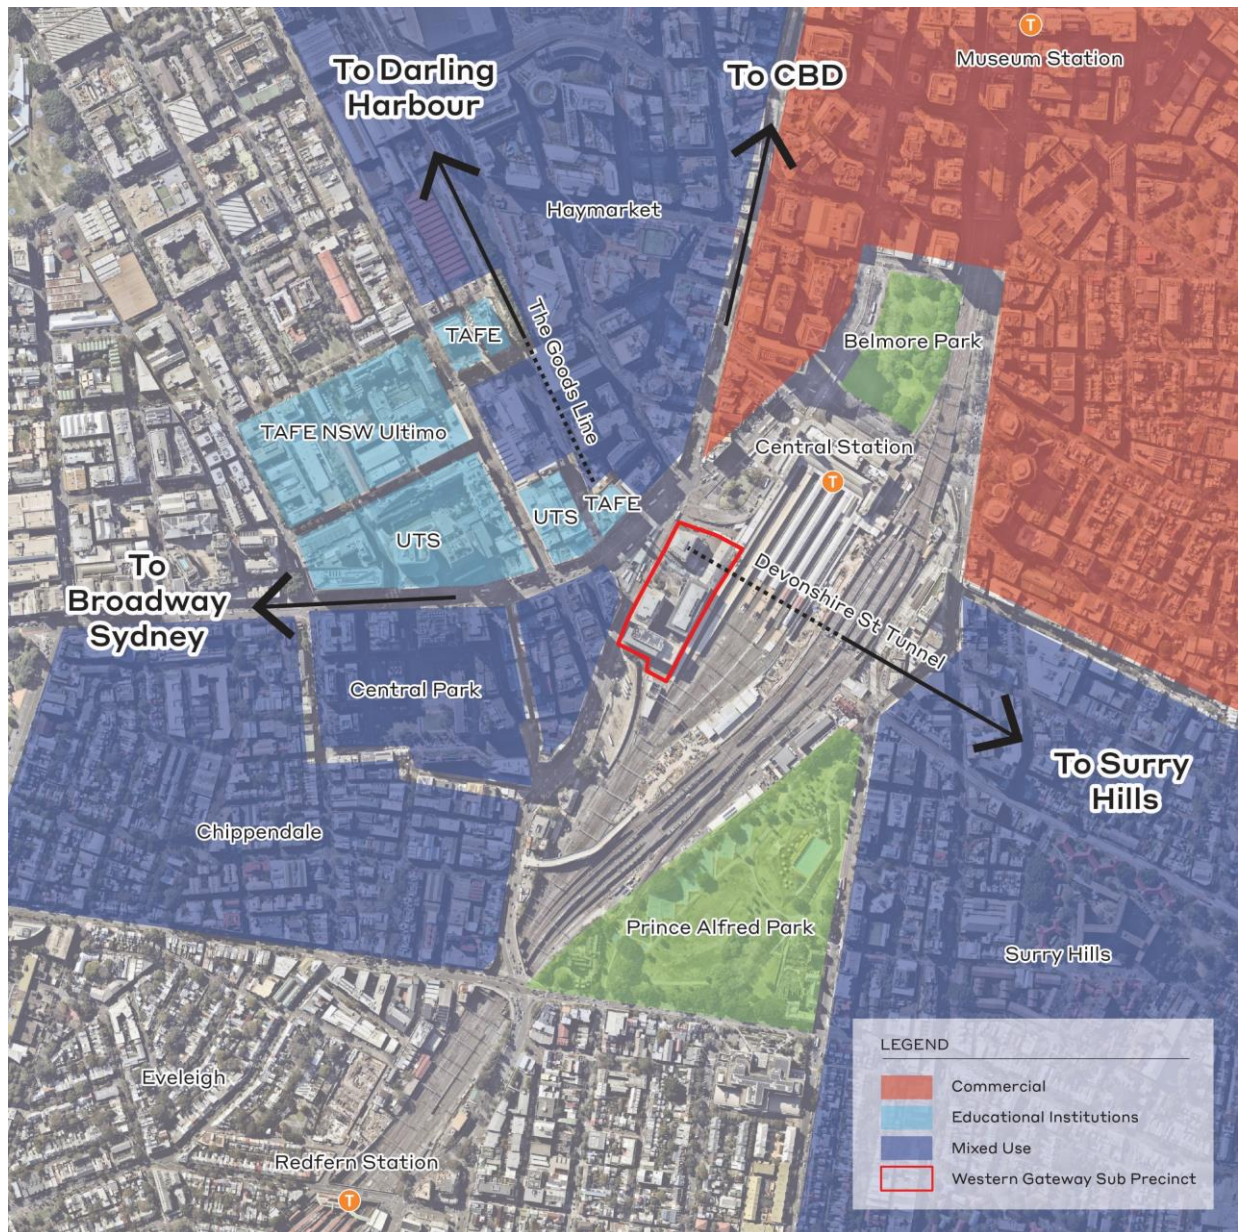 To Darling
Harbour
To CBD
T
Museum Station
Haymarket
The Goods Line
TAFE
Belmore Park
TAFE NSW Ultimo
Central Station
T
UTS
TAFE
UTS
To
Broadway
Sydney
Devonshire St Tunnel
Central Park
To Surry
Hills
Chippendale
Prince Alfred Park
Surry Hills
Eveleigh
Redfern Station
T
LEGEND
Commercial
Educational Institutions
Mixed Use
Western Gateway Sub Precinct